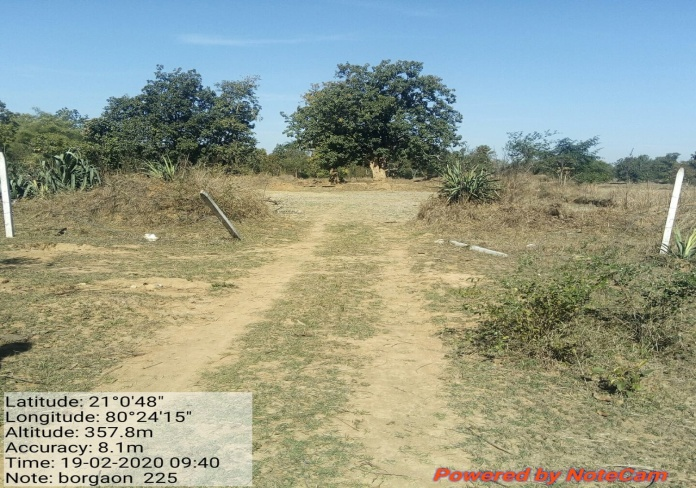 Latitude: 21°0'48"
Longitude: 80°24'15"
Altitude: 357.8m
Accuracy: 8.1m
Time: 19-02-2020 09:40
Note: borgaon 225
Powered by NoteCam